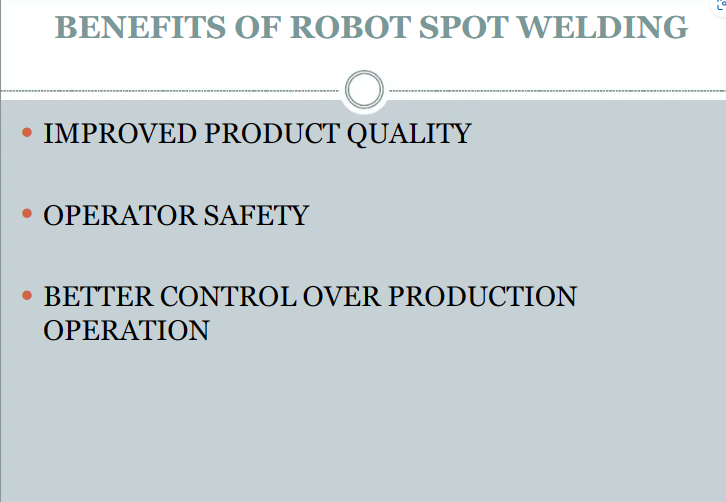 BENEFITS OF ROBOT SPOT WELDING
• IMPROVED PRODUCT QUALITY
• OPERATOR SAFETY
• BETTER CONTROL OVER PRODUCTION
OPERATION